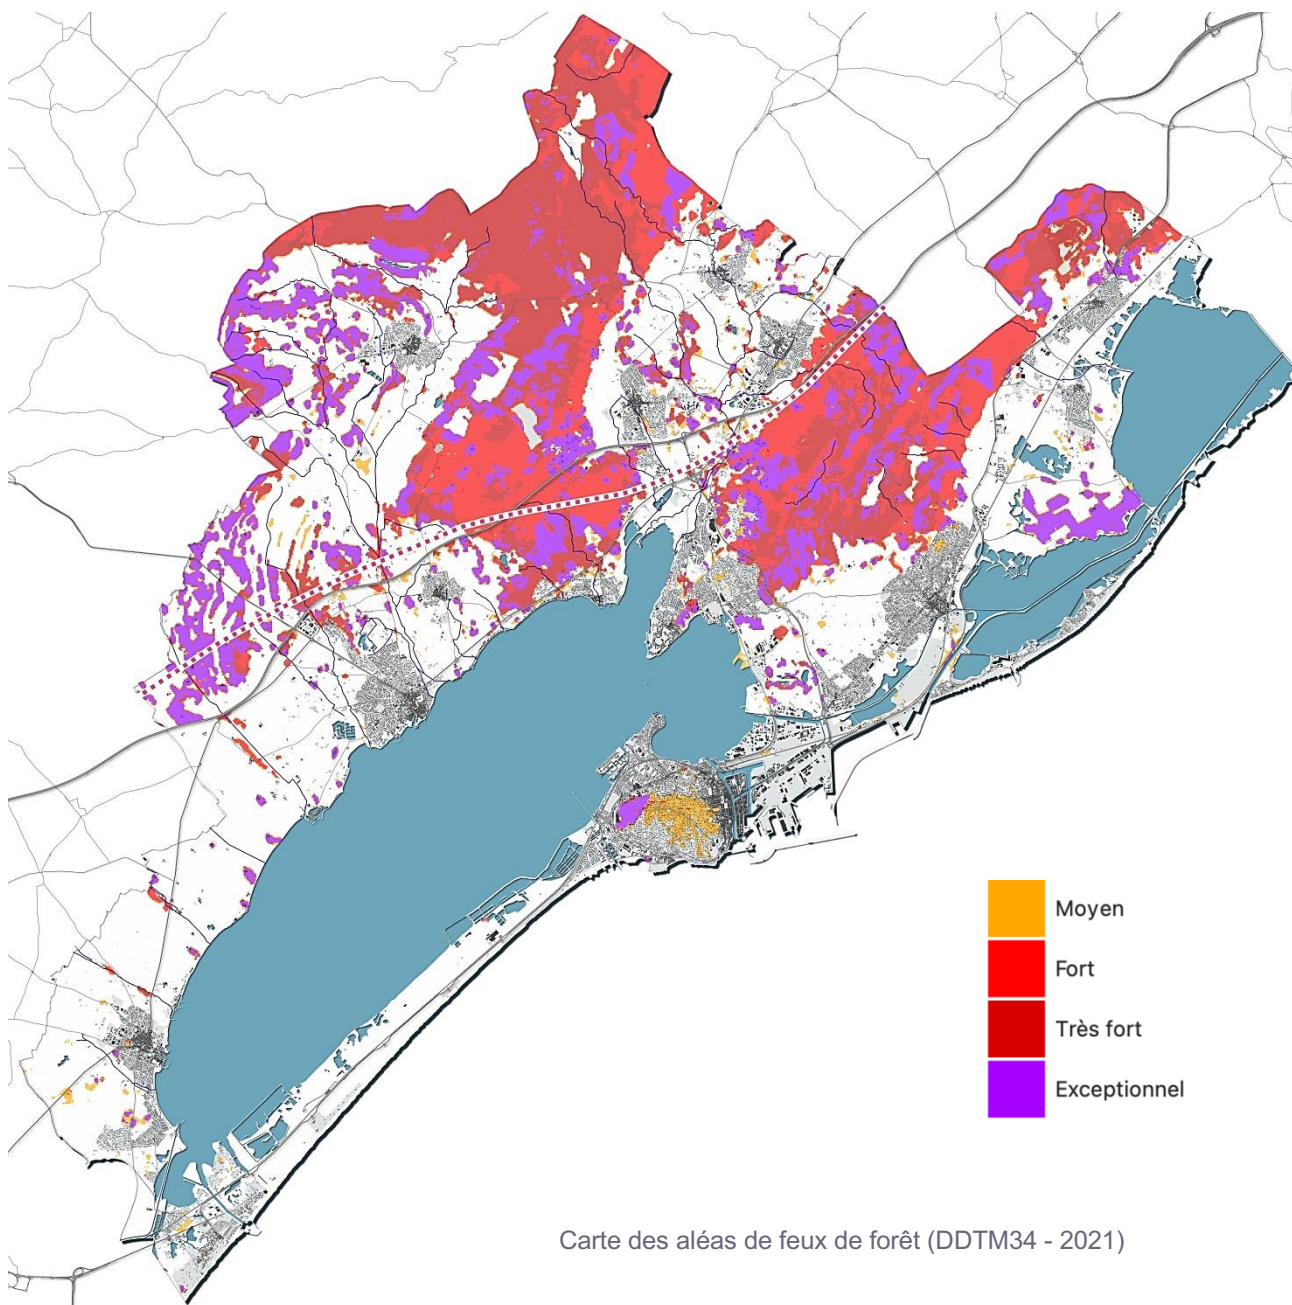 Moyen
Fort
Très fort
Exceptionnel
Carte des aléas de feux de forêt (DDTM34 - 2021)